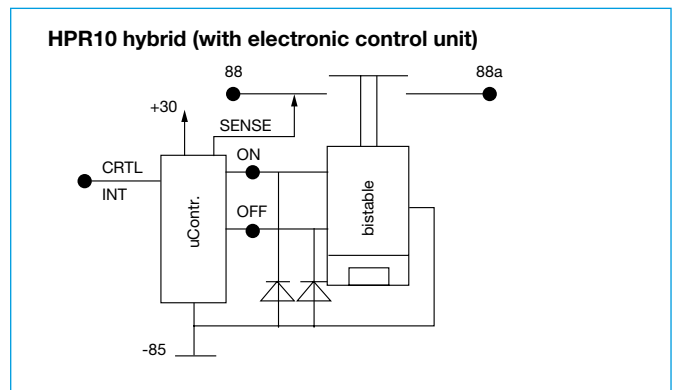 HPR10 hybrid (with electronic control unit)
88
88a
+30
SENSE
ON
CRTL
INT
uContr.
OFF
bistable
-85